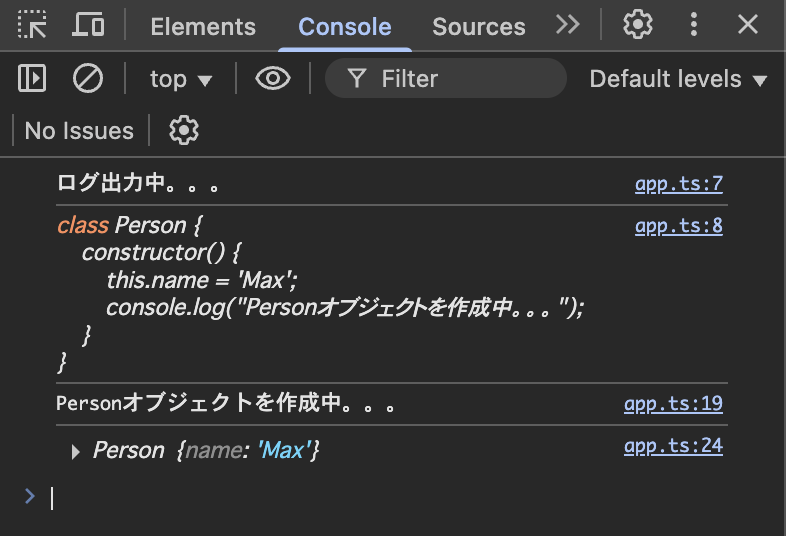 Elements Console Sources
top Filter Default levels
No Issues
ログ出力中。。。 app.ts:7
class Person { app.ts:8
constructor() {
this.name = 'Max';
console.log("Personオブジェクトを作成中。。。");
}
}
Personオブジェクトを作成中。。。 app.ts:19
Person {name: 'Max'} app.ts:24